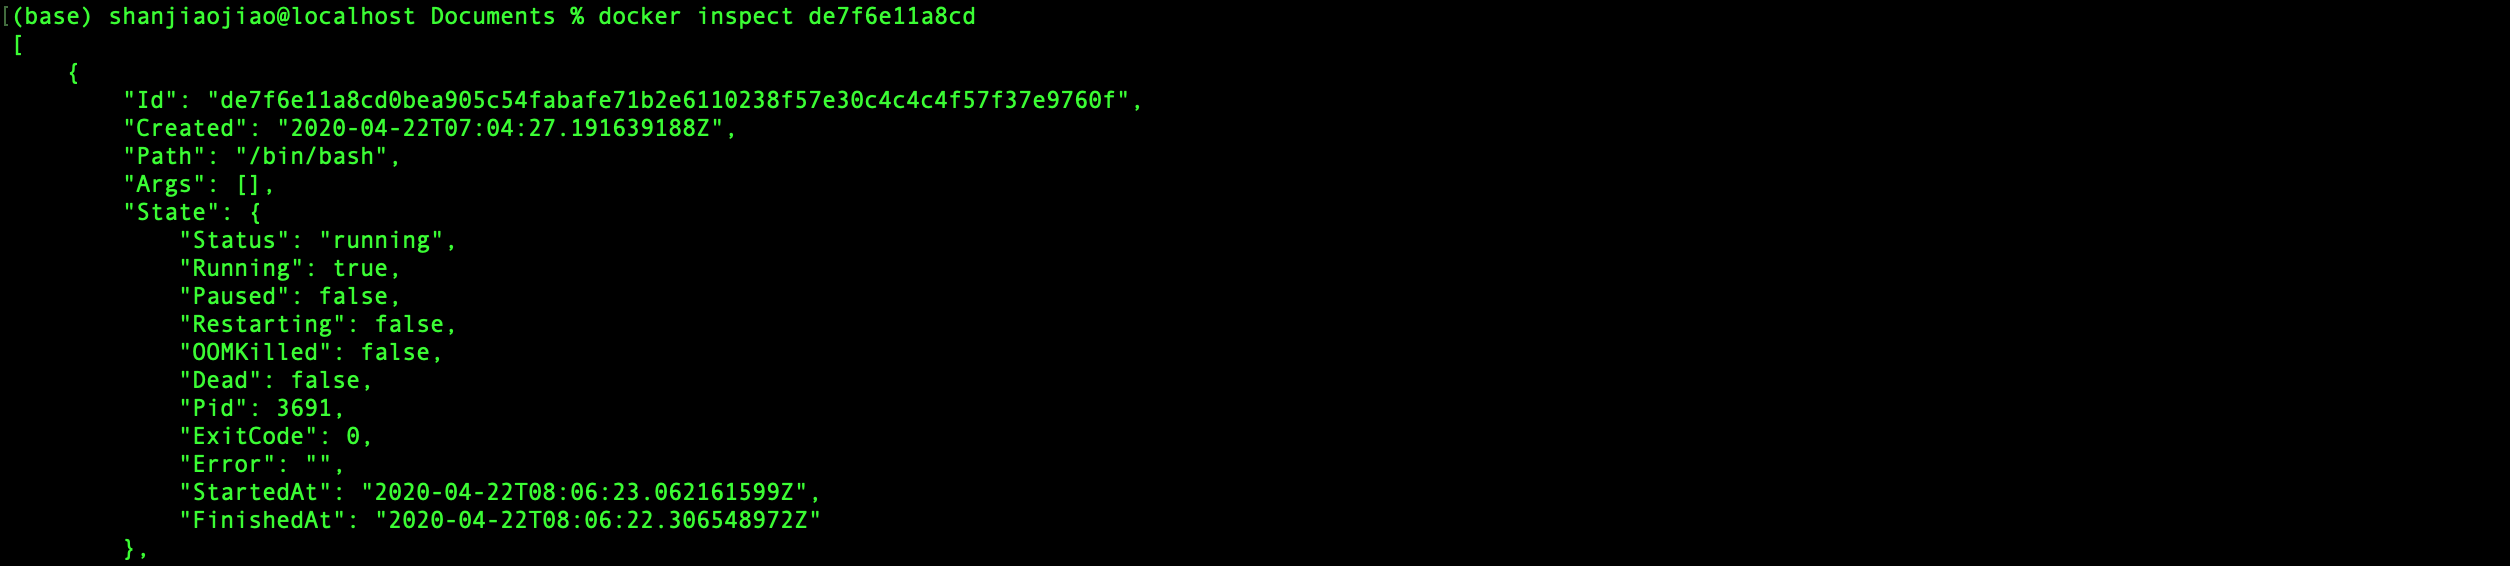 [(base) shanjiaojiao@localhost Documents % docker inspect de7f6e11a8cd
[
    {
        "Id": "de7f6e11a8cd0bea905c54fabafe71b2e6110238f57e30c4c4c4f57f37e9760f",
        "Created": "2020-04-22T07:04:27.191639188Z",
        "Path": "/bin/bash",
        "Args": [],
        "State": {
            "Status": "running",
            "Running": true,
            "Paused": false,
            "Restarting": false,
            "OOMKilled": false,
            "Dead": false,
            "Pid": 3691,
            "ExitCode": 0,
            "Error": "",
            "StartedAt": "2020-04-22T08:06:23.062161599Z",
            "FinishedAt": "2020-04-22T08:06:22.306548972Z"
        },